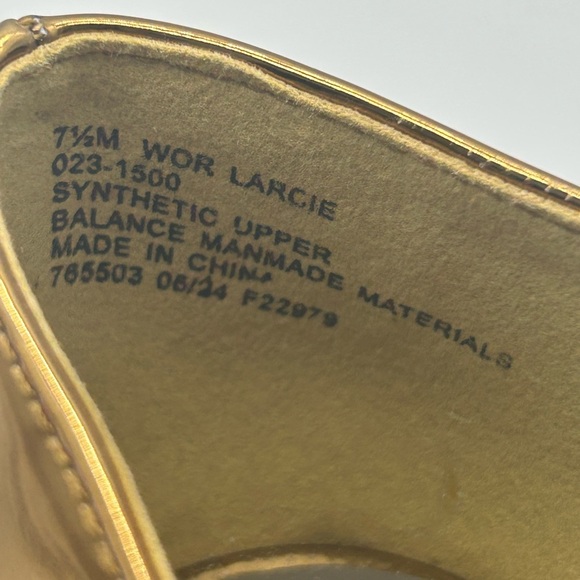 7½M WOR LARCIE
023-1500
SYNTHETIC UPPER
BALANCE MANMADE MATERIALS
MADE IN CHINA
765503 06/24 F22979